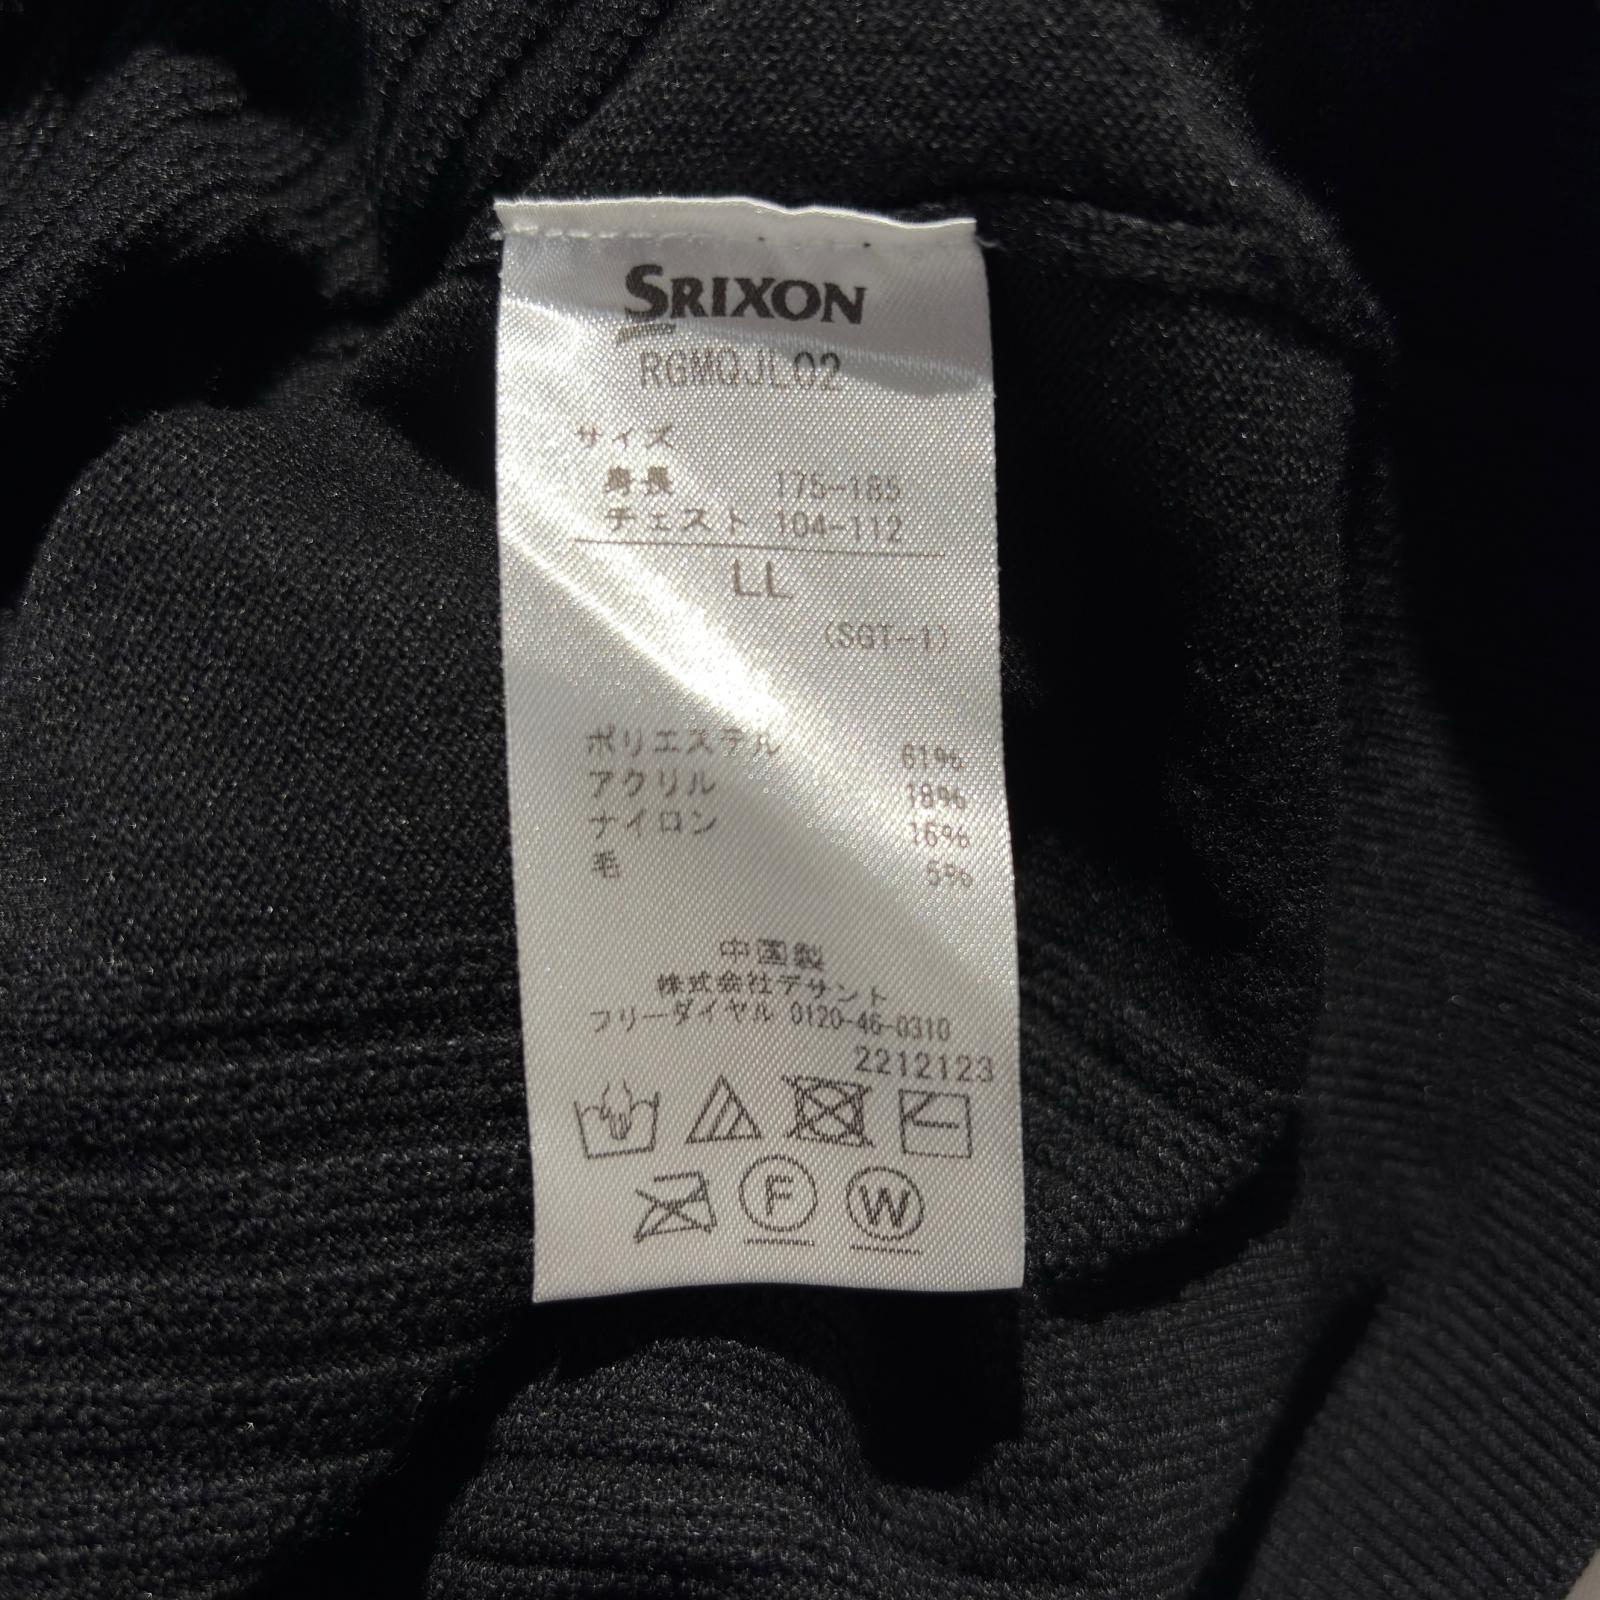 SRIXON
RGMQJL02
サイズ
身長 175-185
チェスト 104-112
LL
(SGT-1)
ポリエステル 61%
アクリル 18%
ナイロン 16%
毛 5%
中国製
株式会社デサント
フリーダイヤル 0120-46-0310
2212123
F W